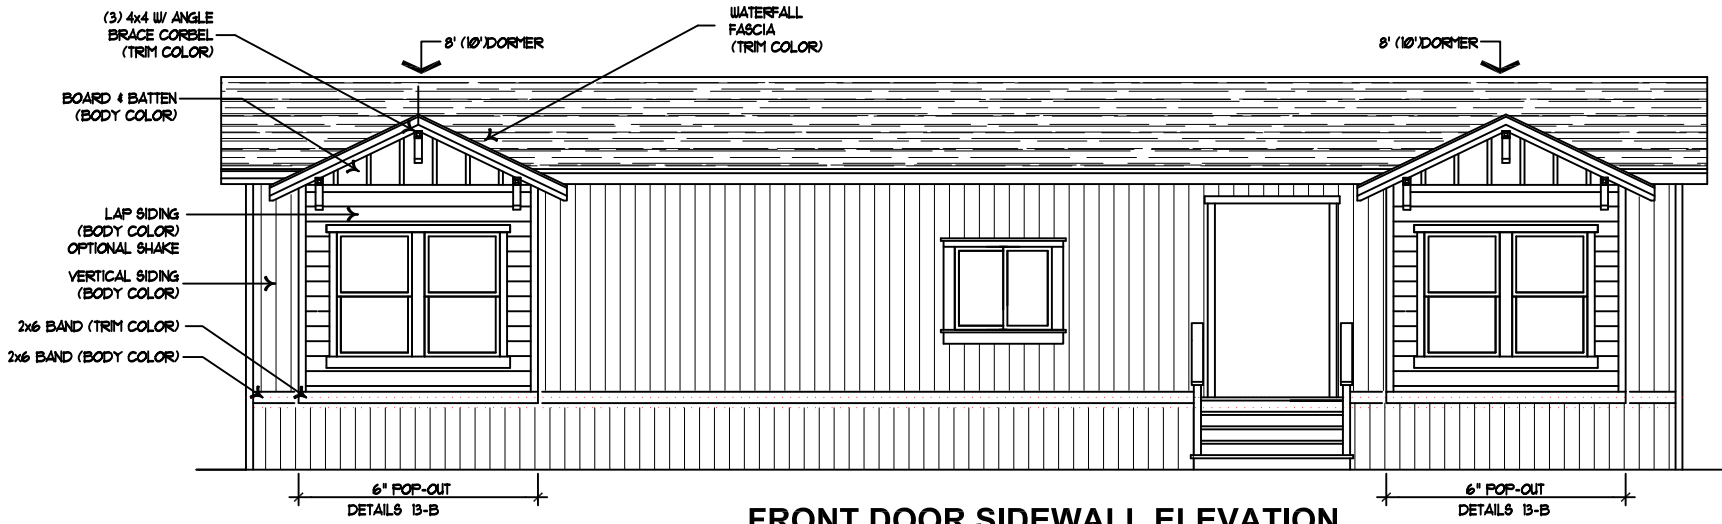 (3) 4x4 W/ ANGLE
BRACE CORBEL
(TRIM COLOR)
8' (10')DORMER
WATERFALL
FASCIA
(TRIM COLOR)
8' (10')DORMER
BOARD & BATTEN
(BODY COLOR)
LAP SIDING
(BODY COLOR)
OPTIONAL SHAKE
VERTICAL SIDING
(BODY COLOR)
2x6 BAND (TRIM COLOR)
2x6 BAND (BODY COLOR)
6" POP-OUT
DETAILS 13-B
6" POP-OUT
DETAILS 13-B
FRONT DOOR SIDEWALL ELEVATION